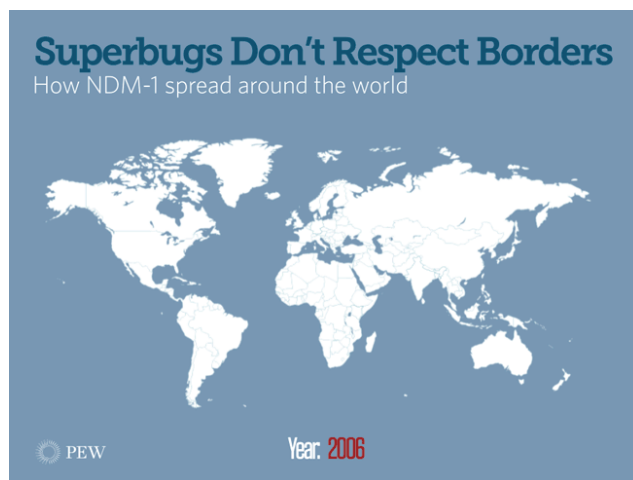 Superbugs Don't Respect Borders
How NDM-1 spread around the world
PEW
Year: 2006